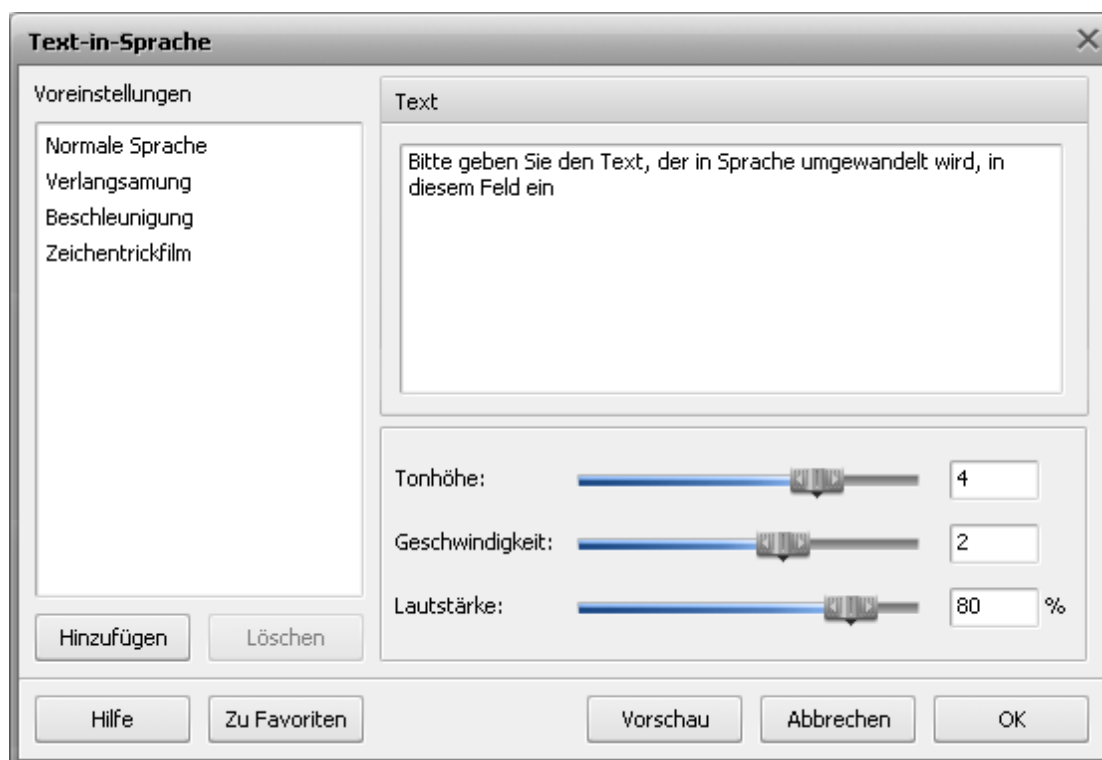 Text-in-Sprache
Voreinstellungen
Normale Sprache
Verlangsamung
Beschleunigung
Zeichentrickfilm
Hinzufügen
Löschen
Text
Bitte geben Sie den Text, der in Sprache umgewandelt wird, in
diesem Feld ein
Tonhöhe: 4
Geschwindigkeit: 2
Lautstärke: 80 %
Hilfe
Zu Favoriten
Vorschau
Abbrechen
OK